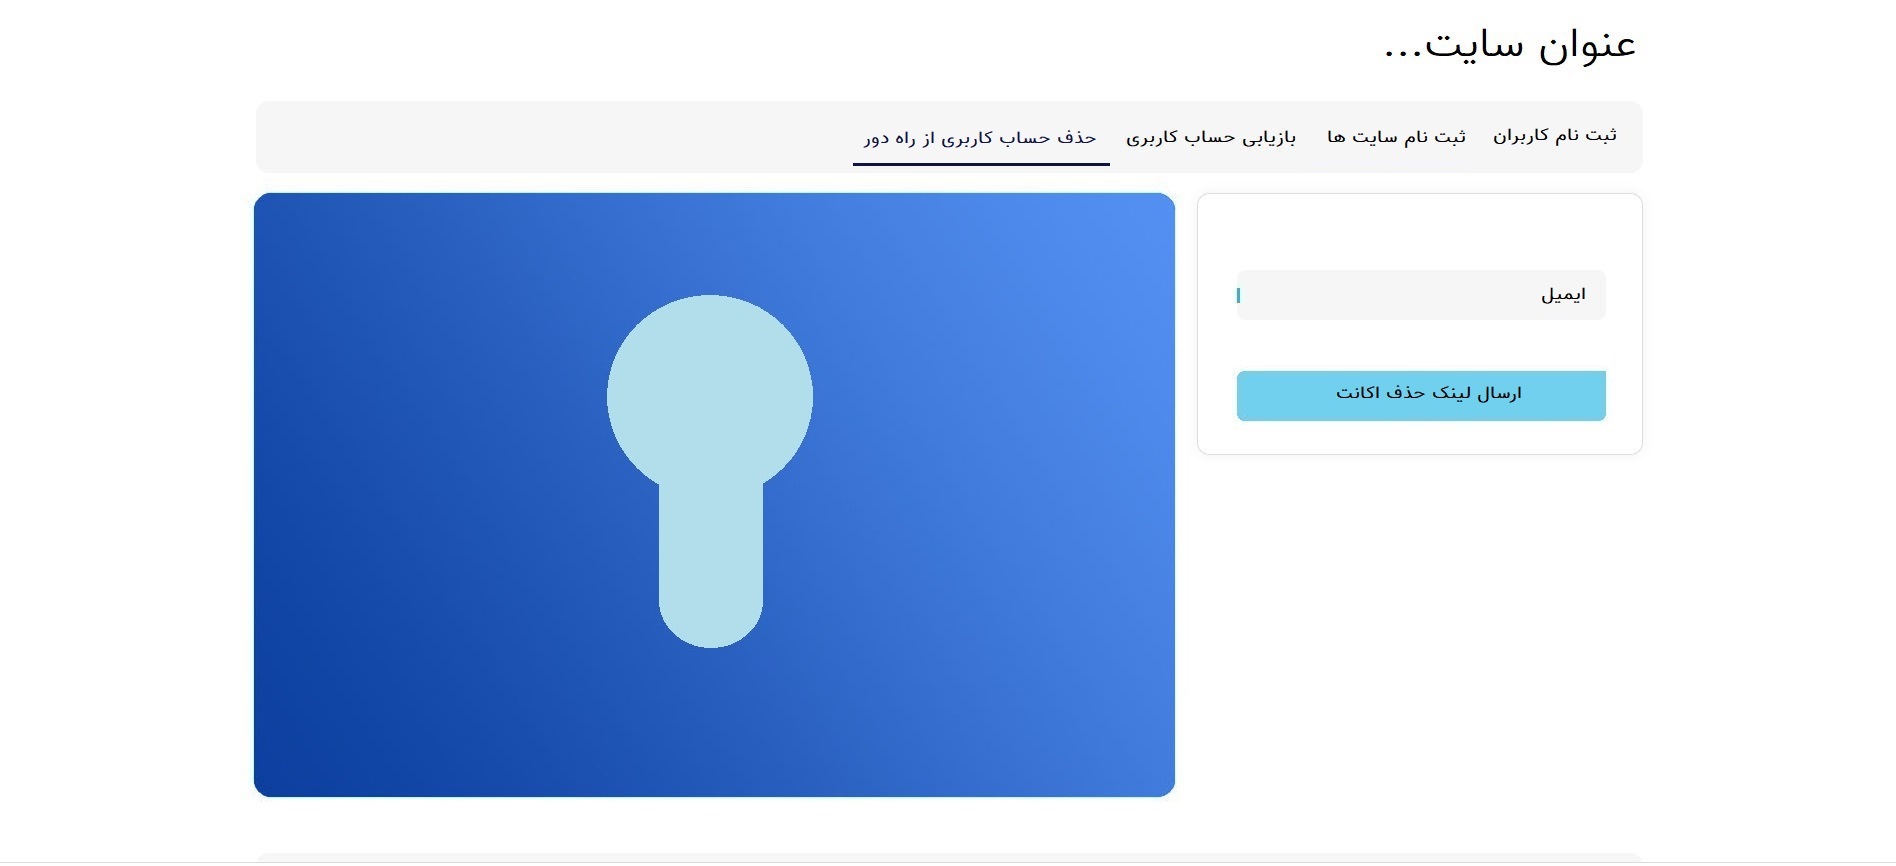 عنوان سایت...
ثبت نام کاربران ثبت نام سایت ها بازیابی حساب کاربری حذف حساب کاربری از راه دور
ایمیل
ارسال لینک حذف اکانت